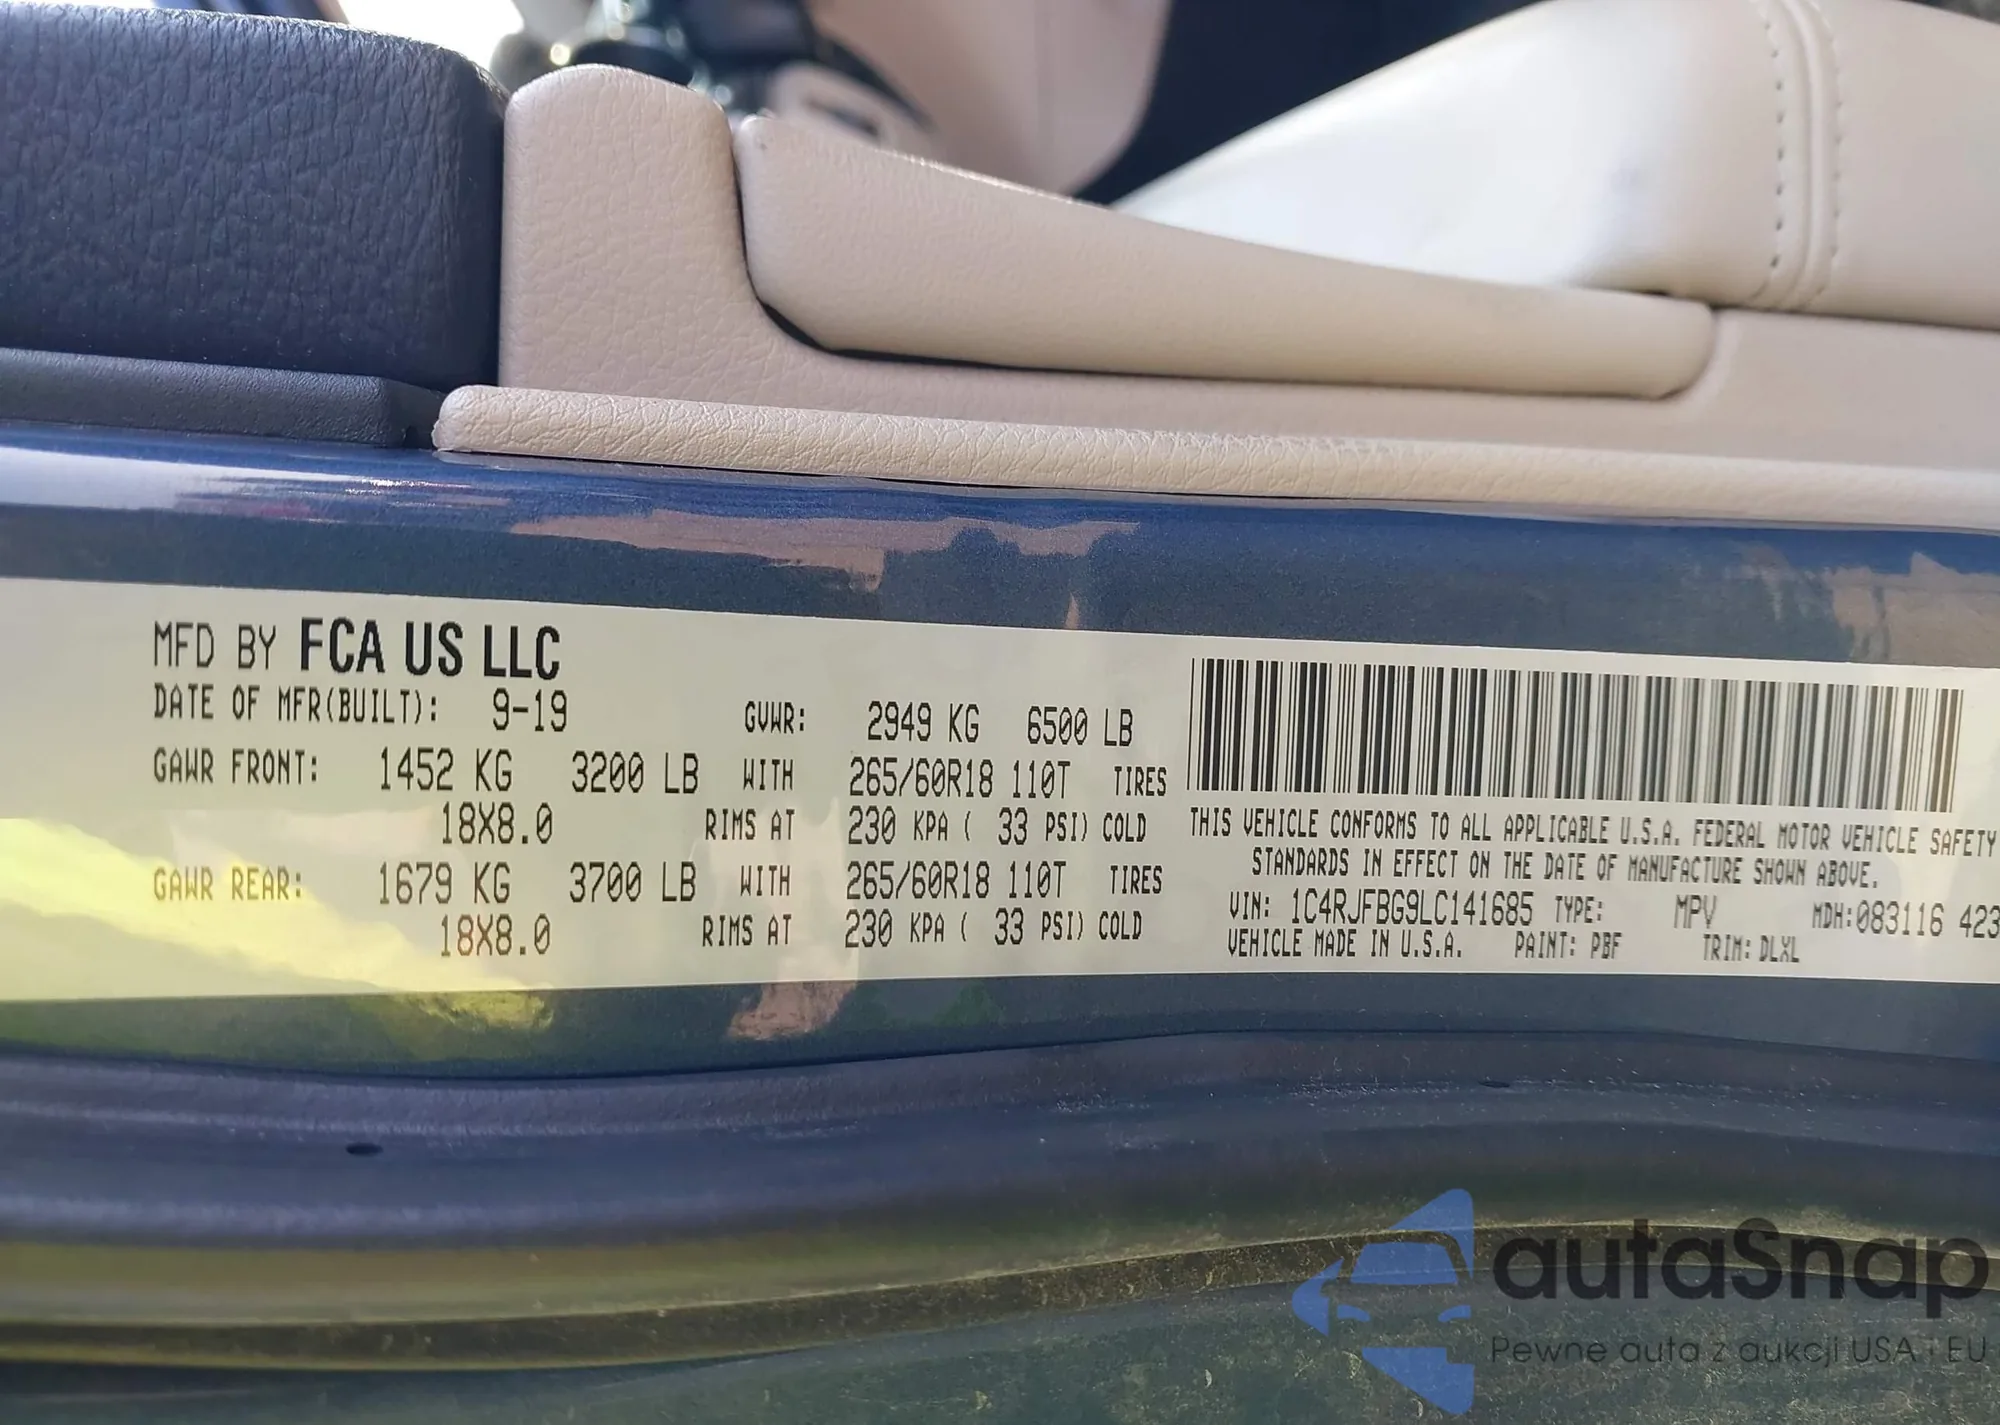 MFD BY FCA US LLC
DATE OF MFR(BUILT): 9-19 GVWR: 2949 KG 6500 LB
GAWR FRONT: 1452 KG 3200 LB WITH 265/60R18 110T TIRES
18X8.0 RIMS AT 230 KPA ( 33 PSI) COLD
GAWR REAR: 1679 KG 3700 LB WITH 265/60R18 110T TIRES
18X8.0 RIMS AT 230 KPA ( 33 PSI) COLD
THIS VEHICLE CONFORMS TO ALL APPLICABLE U.S.A. FEDERAL MOTOR VEHICLE SAFETY
STANDARDS IN EFFECT ON THE DATE OF MANUFACTURE SHOWN ABOVE.
VIN: 1C4RJFBG9LC141685 TYPE: MPV MDH:083116 423
VEHICLE MADE IN U.S.A. PAINT: PBF TRIM: DLXL
autaSnap
Pewne auta z aukcji USA i EU